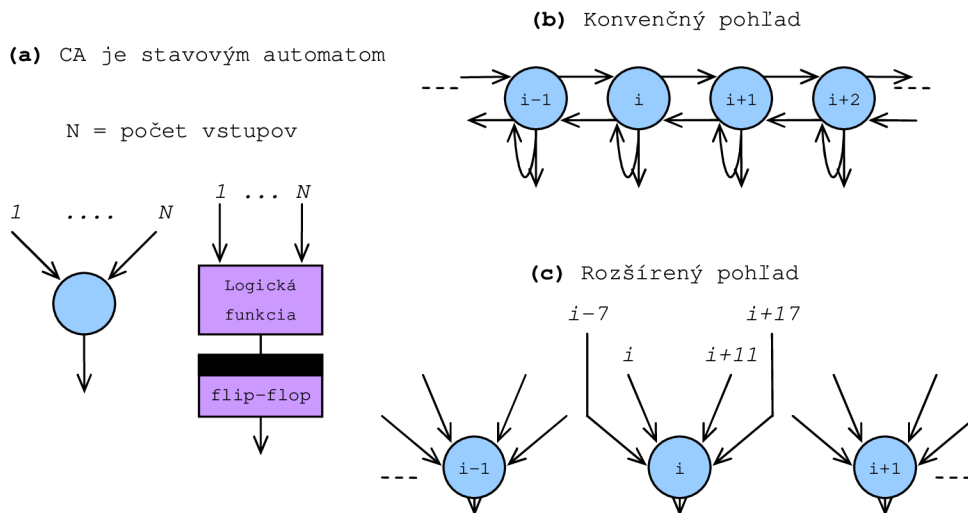 (a) CA je stavovým automatom
N = počet vstupov
1 .... N
1 ... N
Logická
funkcia
flip-flop
(b) Konvenčný pohľad
i-1 i i+1 i+2
(c) Rozšírený pohľad
i-7 i+17
i i+11
i-1 i i+1